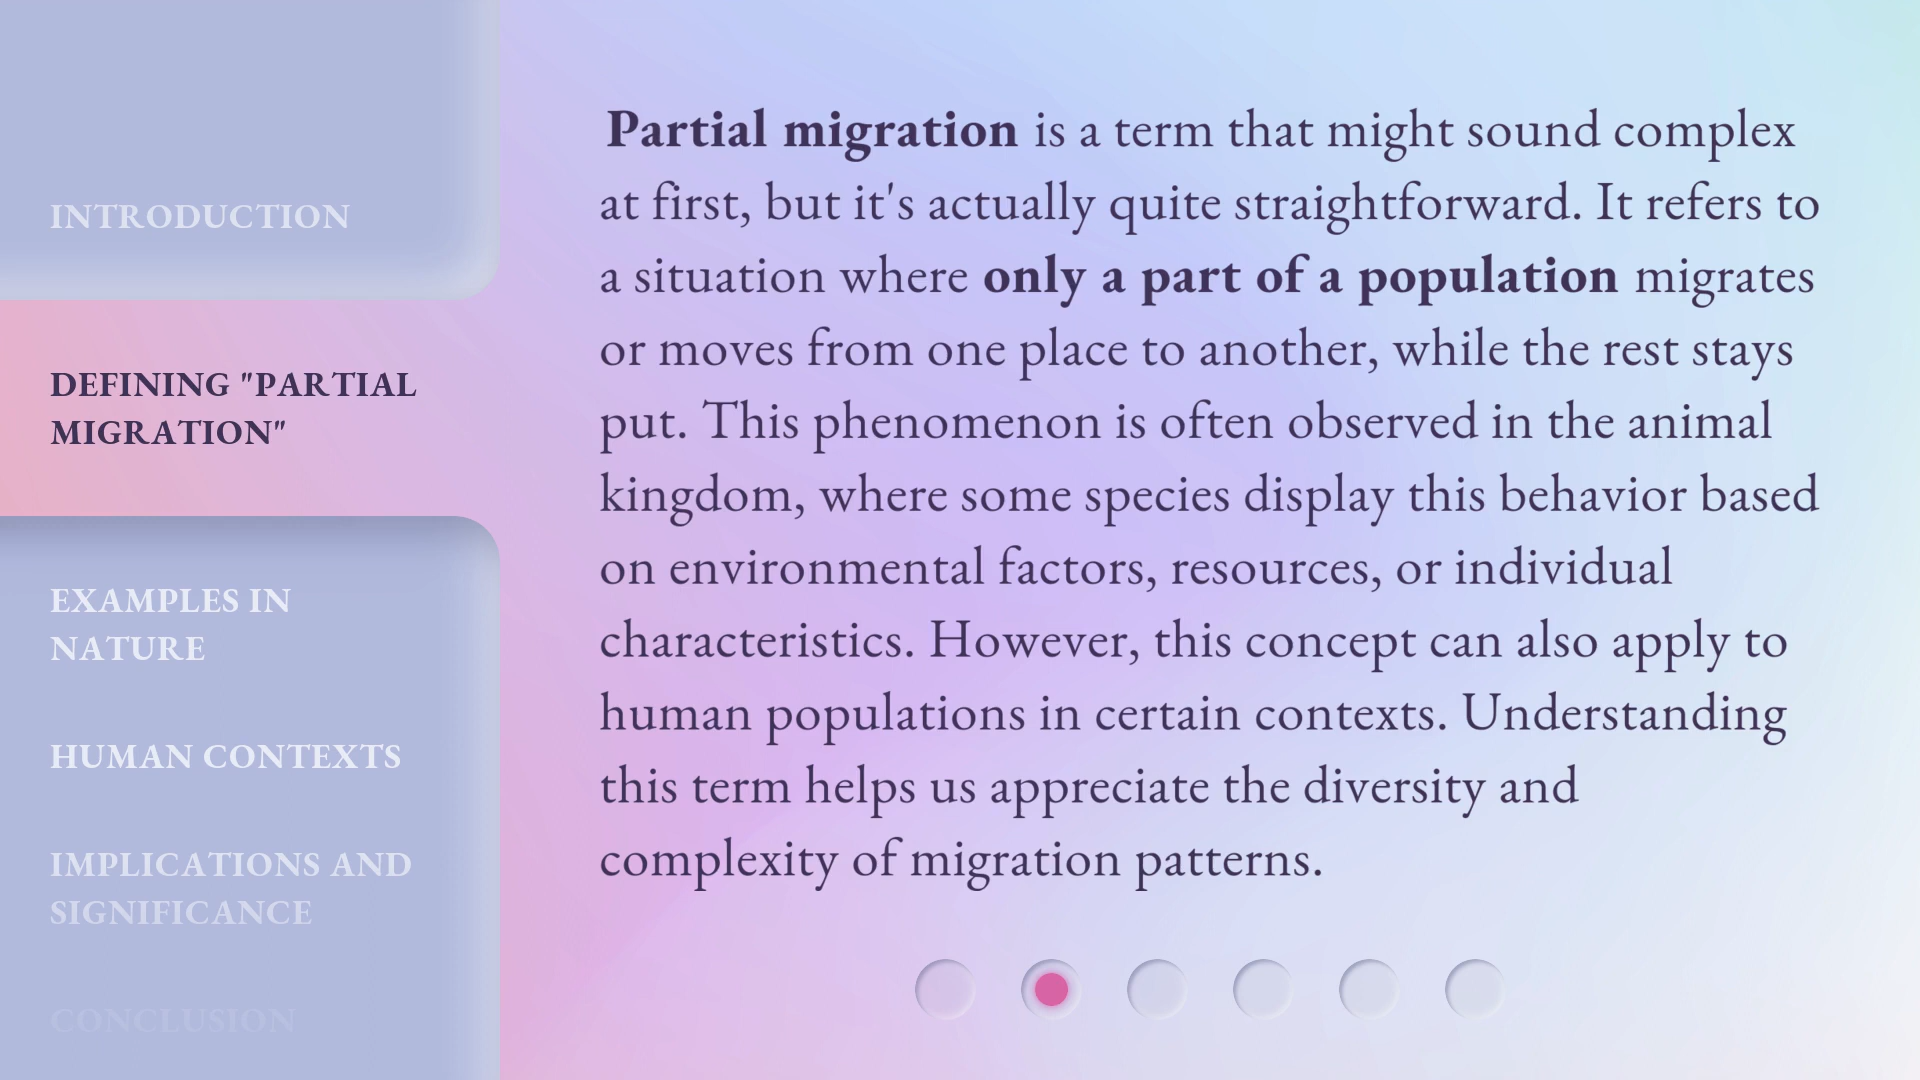 INTRODUCTION
DEFINING "PARTIAL
MIGRATION"
EXAMPLES IN
NATURE
HUMAN CONTEXTS
IMPLICATIONS AND
SIGNIFICANCE
CONCLUSION
Partial migration is a term that might sound complex
at first, but it's actually quite straightforward. It refers to
a situation where only a part of a population migrates
or moves from one place to another, while the rest stays
put. This phenomenon is often observed in the animal
kingdom, where some species display this behavior based
on environmental factors, resources, or individual
characteristics. However, this concept can also apply to
human populations in certain contexts. Understanding
this term helps us appreciate the diversity and
complexity of migration patterns.